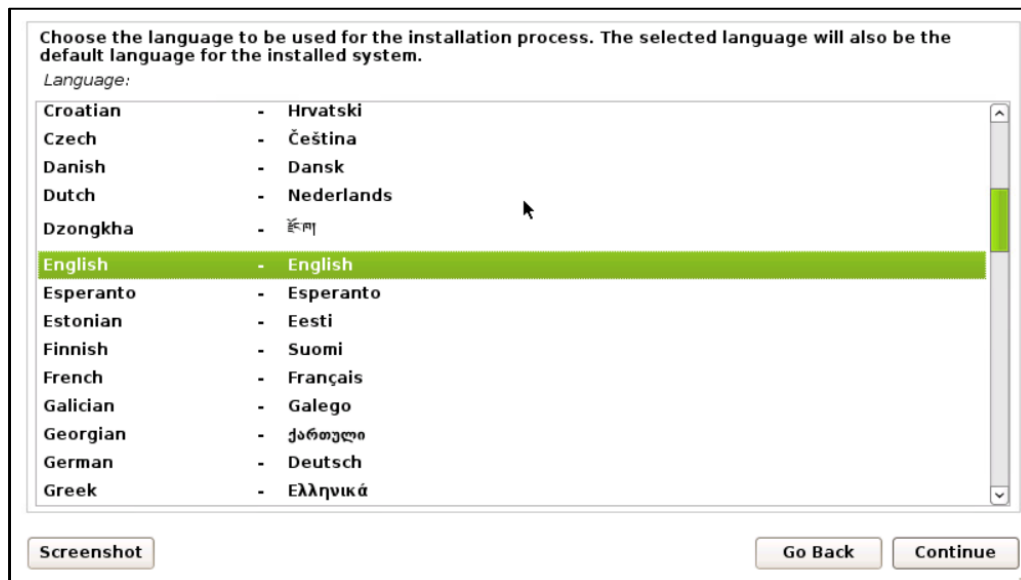 Choose the language to be used for the installation process. The selected language will also be the
default language for the installed system.
Language:
Croatian - Hrvatski
Czech - Čeština
Danish - Dansk
Dutch - Nederlands
Dzongkha - རྫོང་ཁ།
English - English
Esperanto - Esperanto
Estonian - Eesti
Finnish - Suomi
French - Français
Galician - Galego
Georgian - ქართული
German - Deutsch
Greek - Ελληνικά
Screenshot Go Back Continue